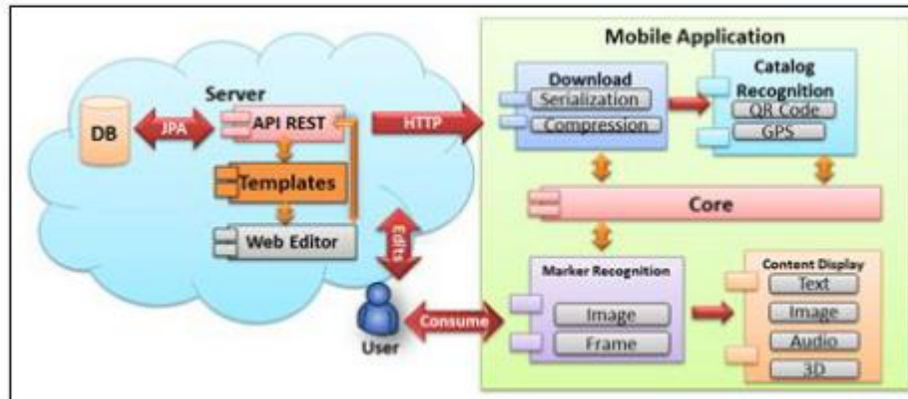 Server
DB
JPA
API REST
Templates
Web Editor
HTTP
Edits
User
Consume
Mobile Application
Download
Serialization
Compression
Catalog
Recognition
QR Code
GPS
Core
Marker Recognition
Image
Frame
Content Display
Text
Image
Audio
3D